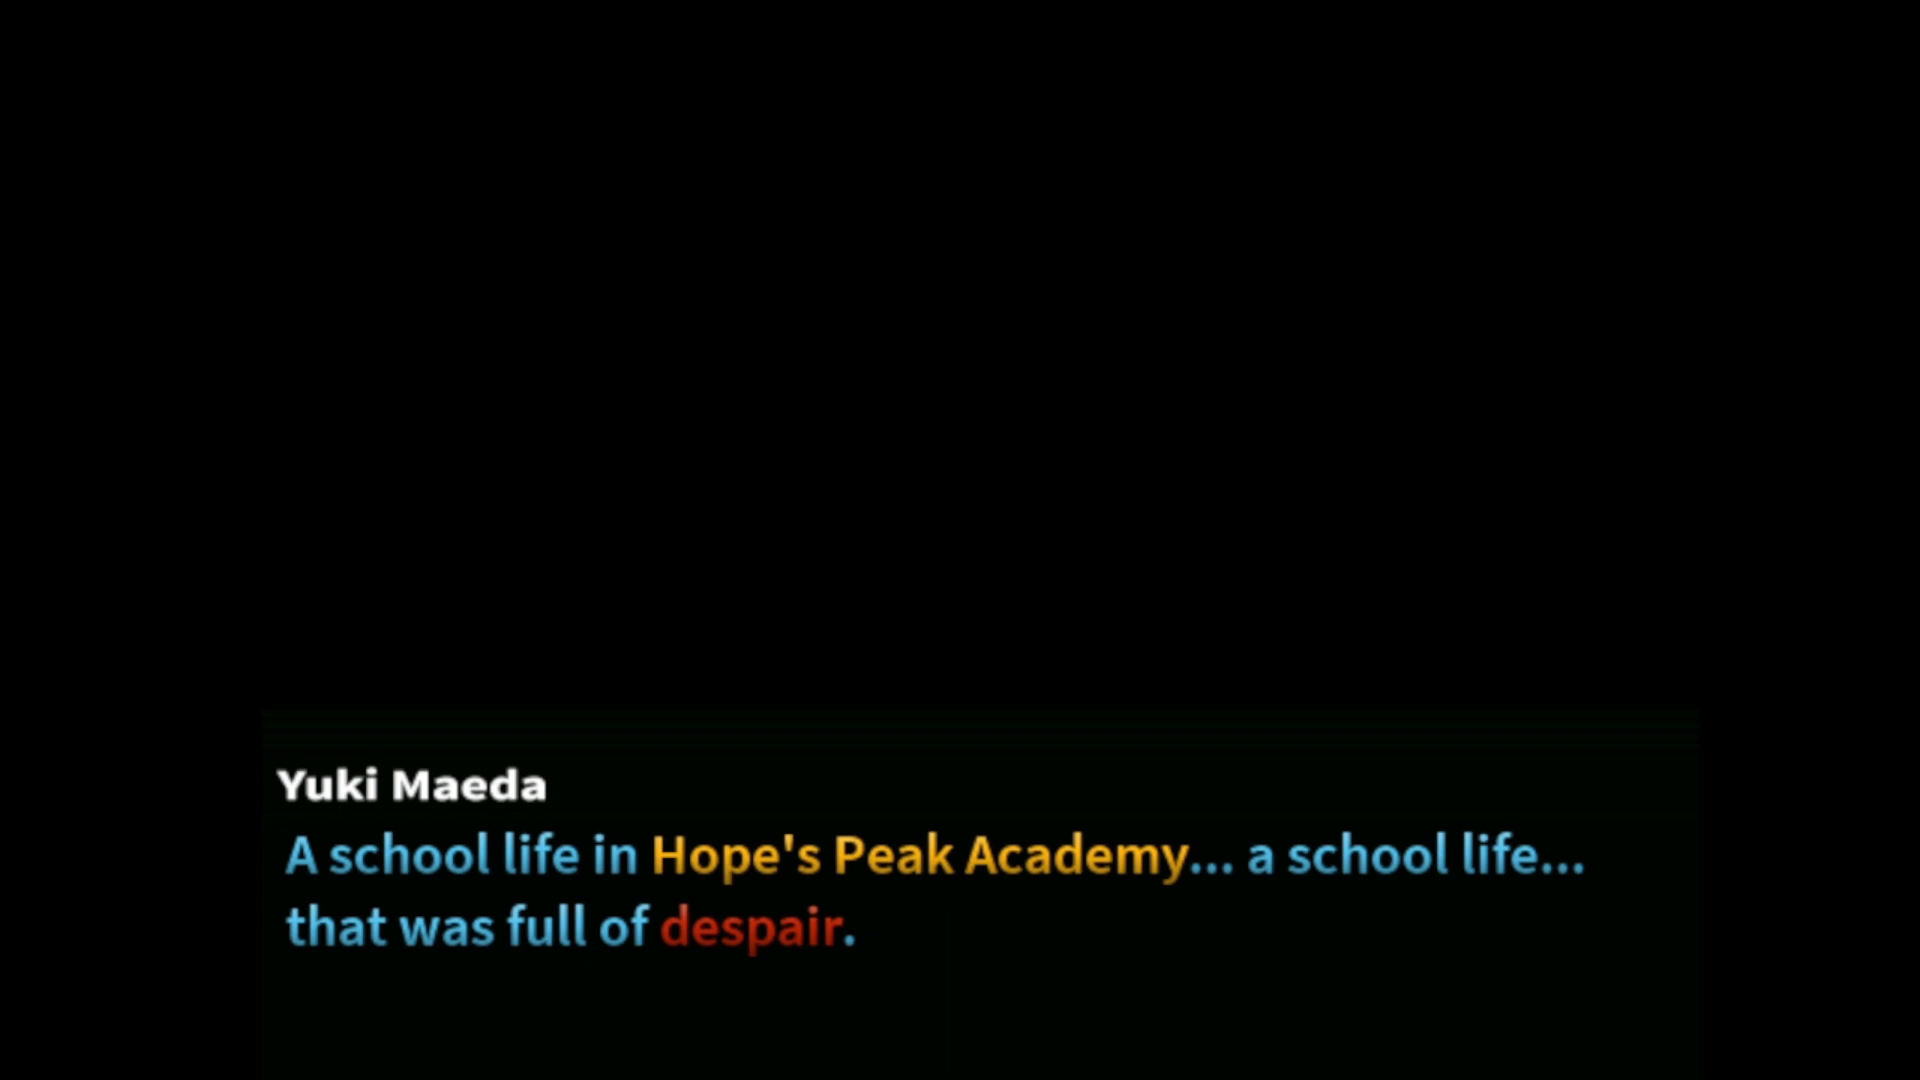 Yuki Maeda
A school life in Hope's Peak Academy... a school life...
that was full of despair.